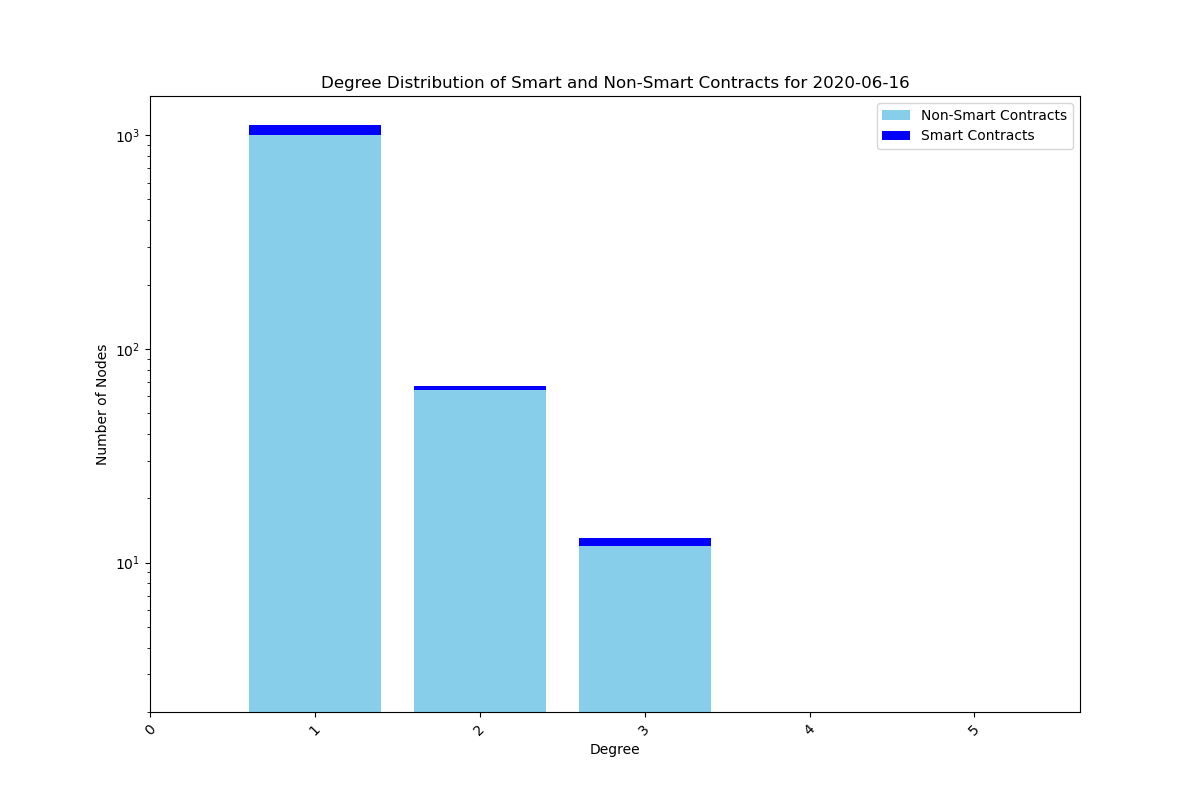 Degree Distribution of Smart and Non-Smart Contracts for 2020-06-16
Non-Smart Contracts
Smart Contracts
Number of Nodes
10³
10²
10¹
0
1
2
3
4
5
Degree